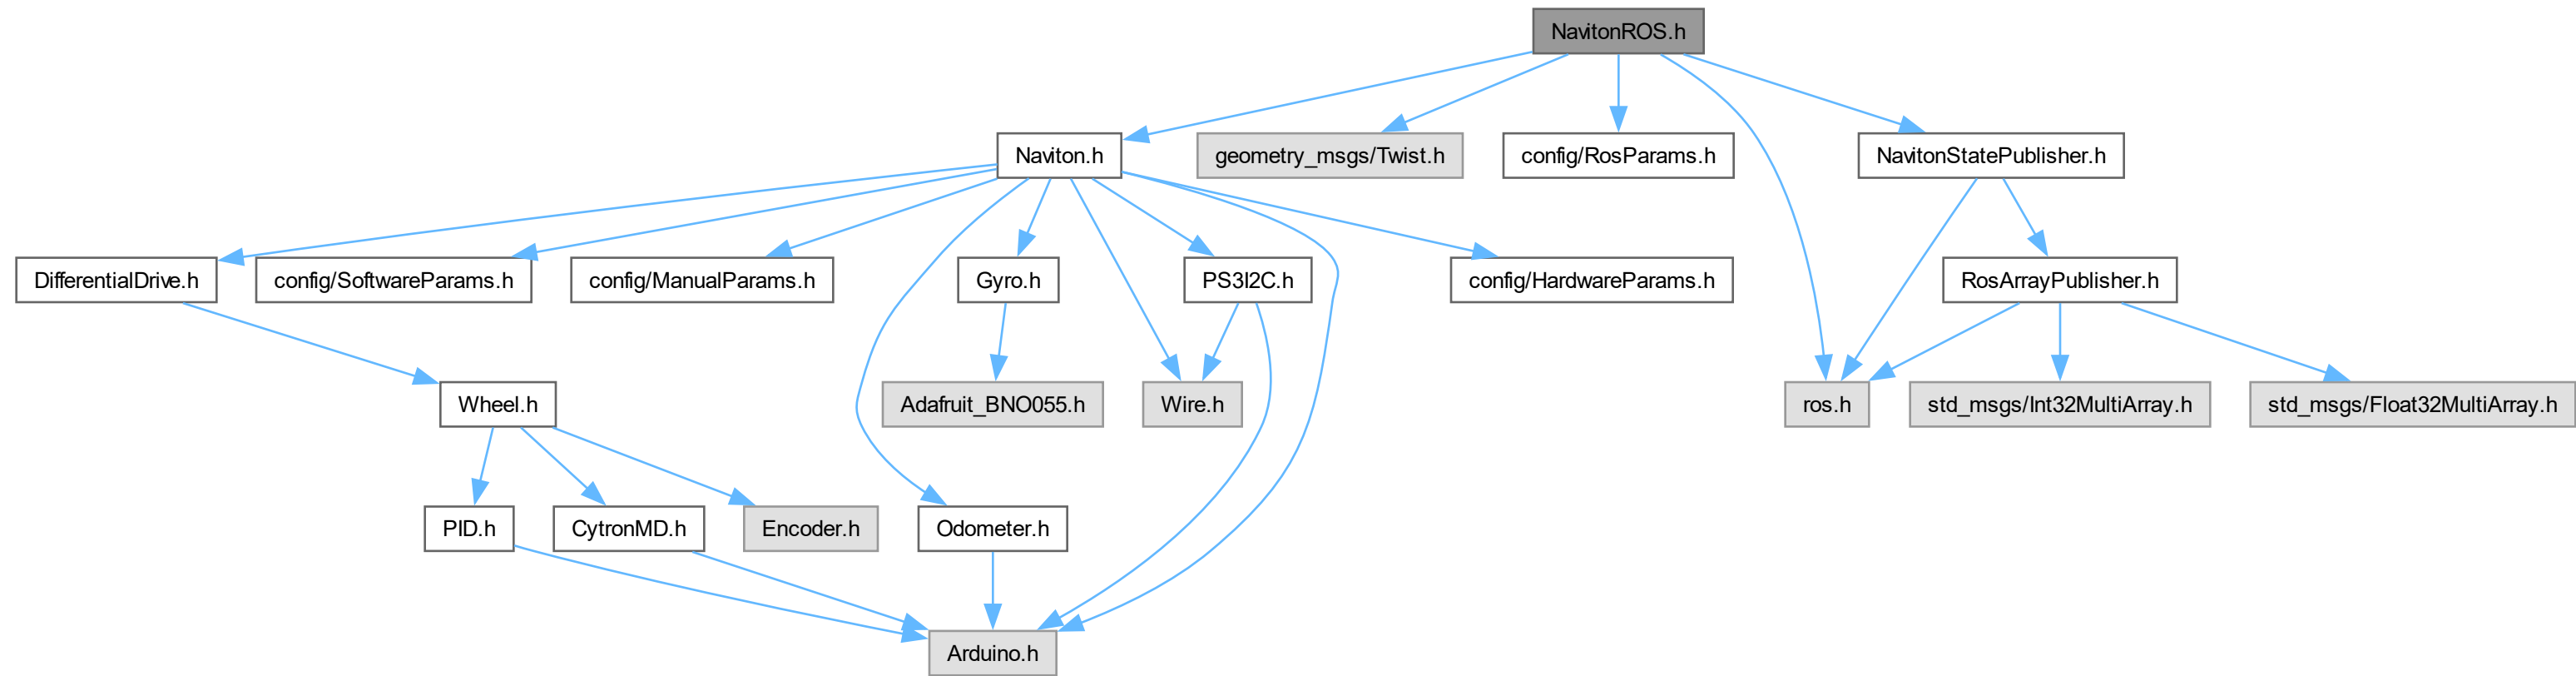 NavitonROS.h
Naviton.h
geometry_msgs/Twist.h
config/RosParams.h
NavitonStatePublisher.h
DifferentialDrive.h
config/SoftwareParams.h
config/ManualParams.h
Gyro.h
PS3I2C.h
config/HardwareParams.h
RosArrayPublisher.h
Wheel.h
Adafruit_BNO055.h
Wire.h
ros.h
std_msgs/Int32MultiArray.h
std_msgs/Float32MultiArray.h
PID.h
CytronMD.h
Encoder.h
Odometer.h
Arduino.h